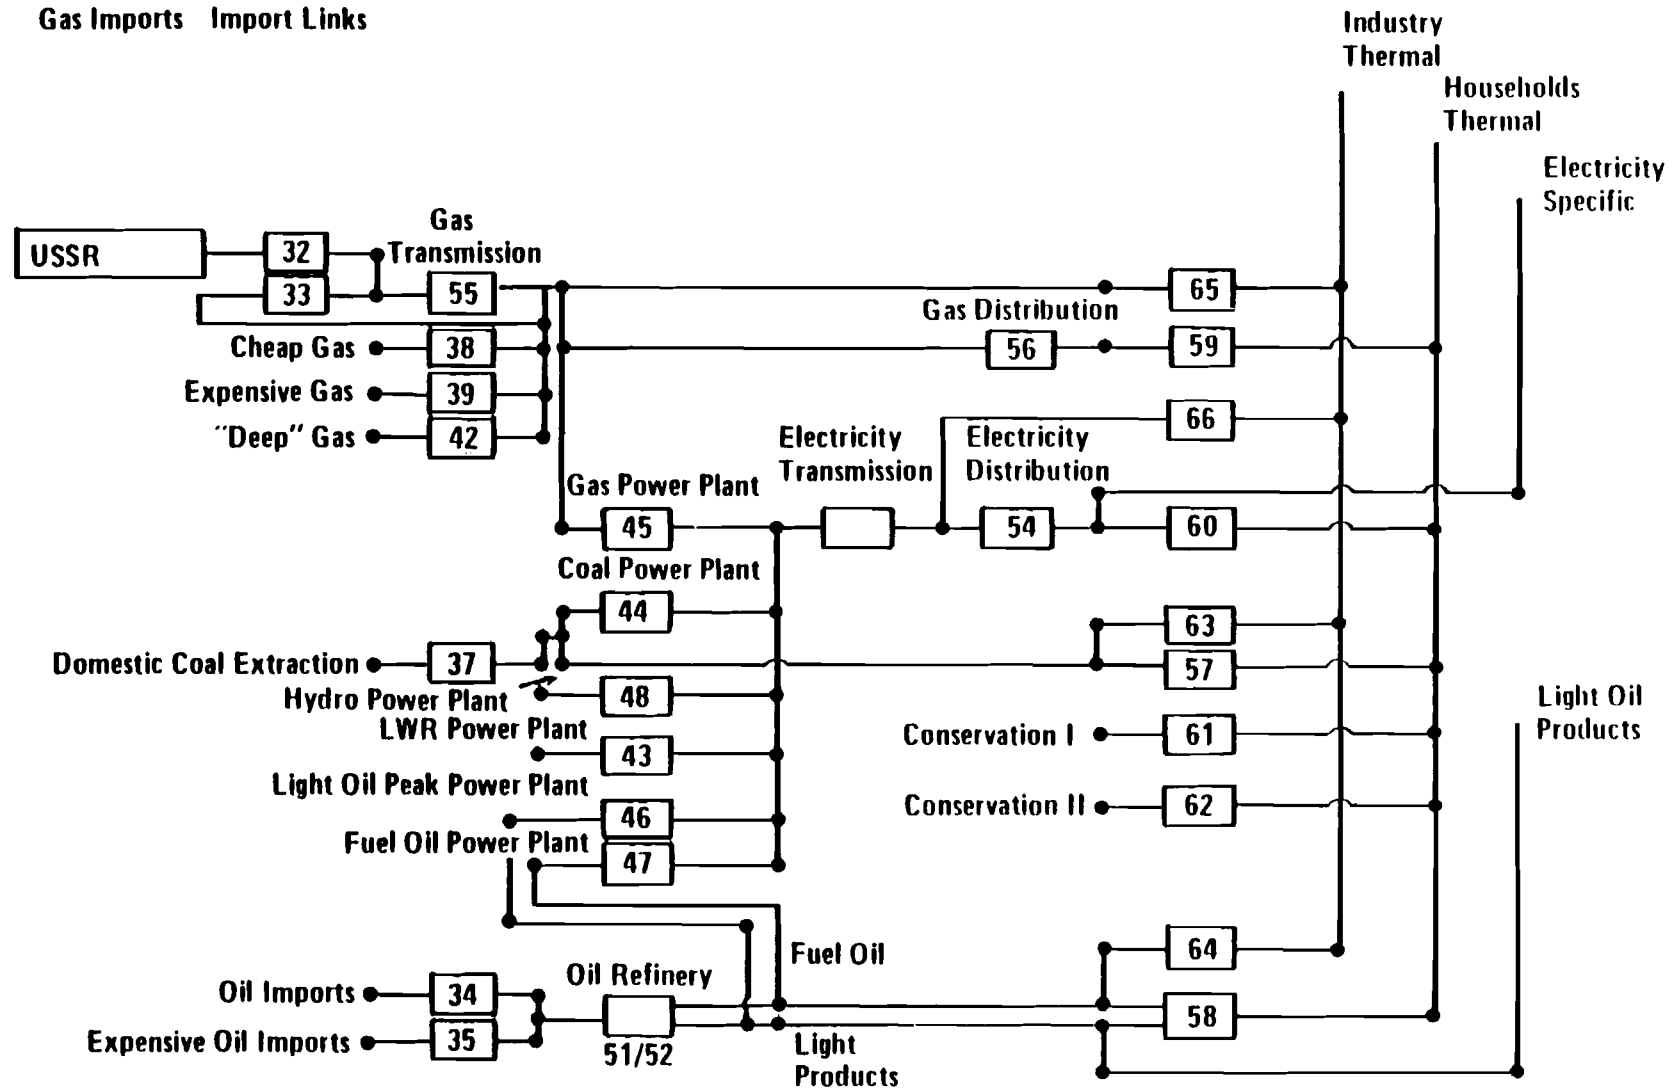 Gas Imports Import Links
Industry
Thermal
Households
Thermal
Electricity
Specific
Gas
Transmission
USSR
32
33
55
65
Gas Distribution
Cheap Gas
38
56
59
Expensive Gas
39
"Deep" Gas
42
66
Electricity
Transmission
Electricity
Distribution
Gas Power Plant
45
54
60
Coal Power Plant
44
63
Domestic Coal Extraction
37
57
Hydro Power Plant
48
Light Oil
Products
LWR Power Plant
43
Conservation I
61
Light Oil Peak Power Plant
46
Conservation II
62
Fuel Oil Power Plant
47
Fuel Oil
64
Oil Refinery
Oil Imports
34
58
Expensive Oil Imports
35
51/52
Light
Products